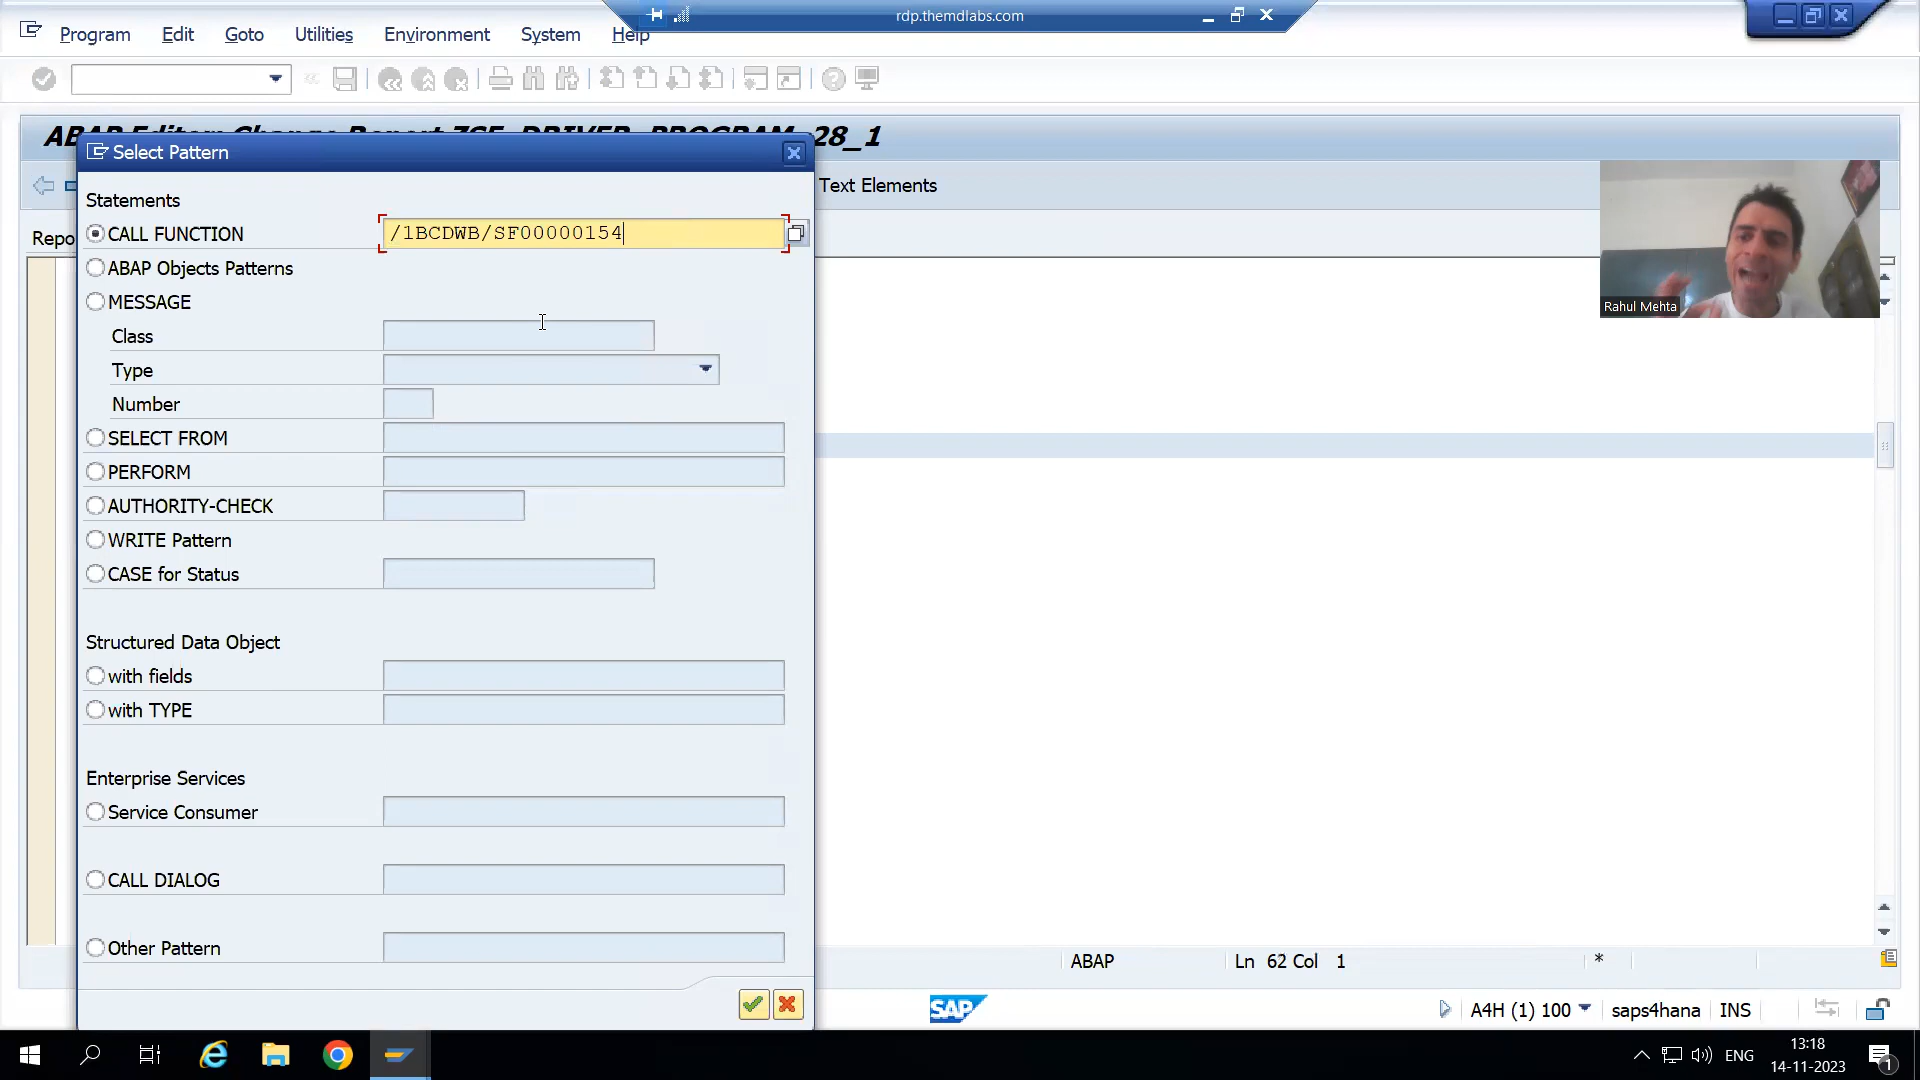 rdp.themdlabs.com
Program Edit Goto Utilities Environment System Help
28_1
Select Pattern
Text Elements
Statements
CALL FUNCTION /1BCDWB/SF00000154
Repo
ABAP Objects Patterns
MESSAGE
Rahul Mehta
Class
Type
Number
SELECT FROM
PERFORM
AUTHORITY-CHECK
WRITE Pattern
CASE for Status
Structured Data Object
with fields
with TYPE
Enterprise Services
Service Consumer
CALL DIALOG
Other Pattern
ABAP Ln 62 Col 1 *
SAP A4H (1) 100 saps4hana INS
13:18
ENG
14-11-2023
1